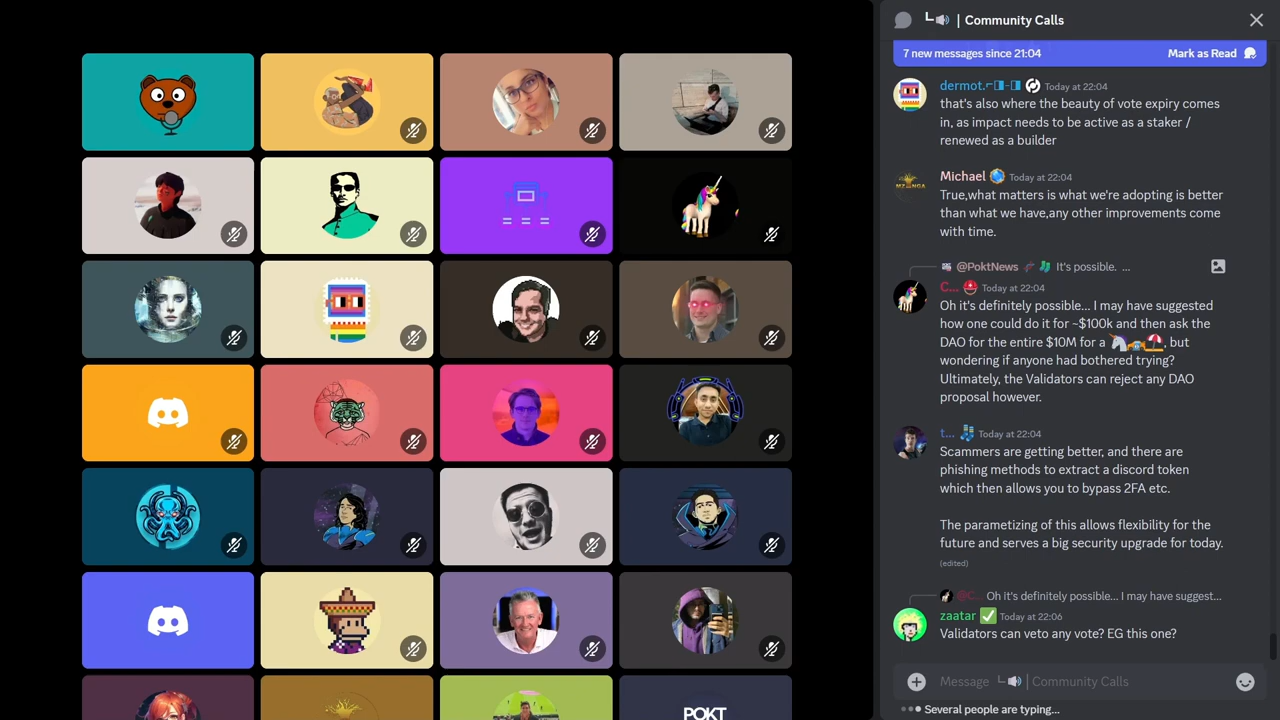 | Community Calls
7 new messages since 21:04
Mark as Read
dermot. Today at 22:04
that's also where the beauty of vote expiry comes
in, as impact needs to be active as a staker /
renewed as a builder
Michael Today at 22:04
True,what matters is what we're adopting is better
than what we have,any other improvements come
with time.
@PoktNews It's possible. ...
C... Today at 22:04
Oh it's definitely possible... I may have suggested
how one could do it for ~$100k and then ask the
DAO for the entire $10M for a 🦄🏖️, but
wondering if anyone had bothered trying?
Ultimately, the Validators can reject any DAO
proposal however.
t... Today at 22:04
Scammers are getting better, and there are
phishing methods to extract a discord token
which then allows you to bypass 2FA etc.
The parametizing of this allows flexibility for the
future and serves a big security upgrade for today.
(edited)
@C... Oh it's definitely possible... I may have suggest...
zaatar Today at 22:06
Validators can veto any vote? EG this one?
Message | Community Calls
Several people are typing...
POKT